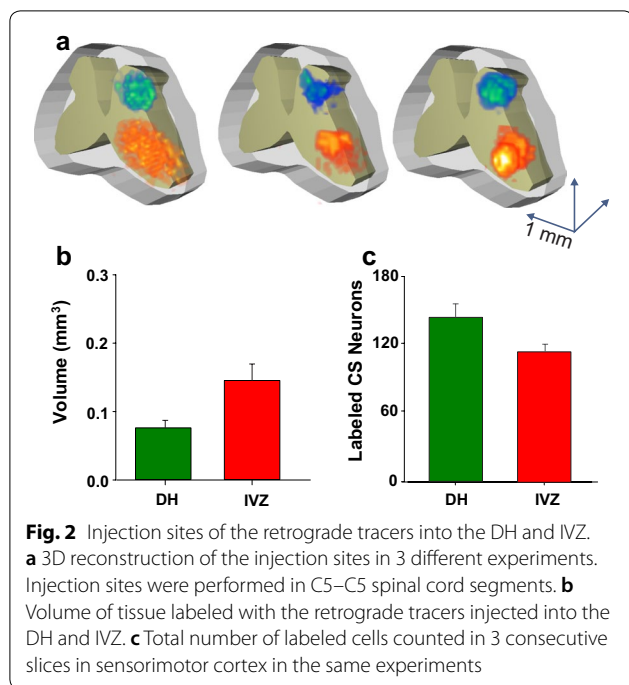 a
1 mm
b
0.3
0.2
0.1
0.0
Volume (mm³)
DH IVZ
c
180
120
60
0
Labeled CS Neurons
DH IVZ
Fig. 2 Injection sites of the retrograde tracers into the DH and IVZ.
a 3D reconstruction of the injection sites in 3 different experiments.
Injection sites were performed in C5–C5 spinal cord segments. b
Volume of tissue labeled with the retrograde tracers injected into the
DH and IVZ. c Total number of labeled cells counted in 3 consecutive
slices in sensorimotor cortex in the same experiments